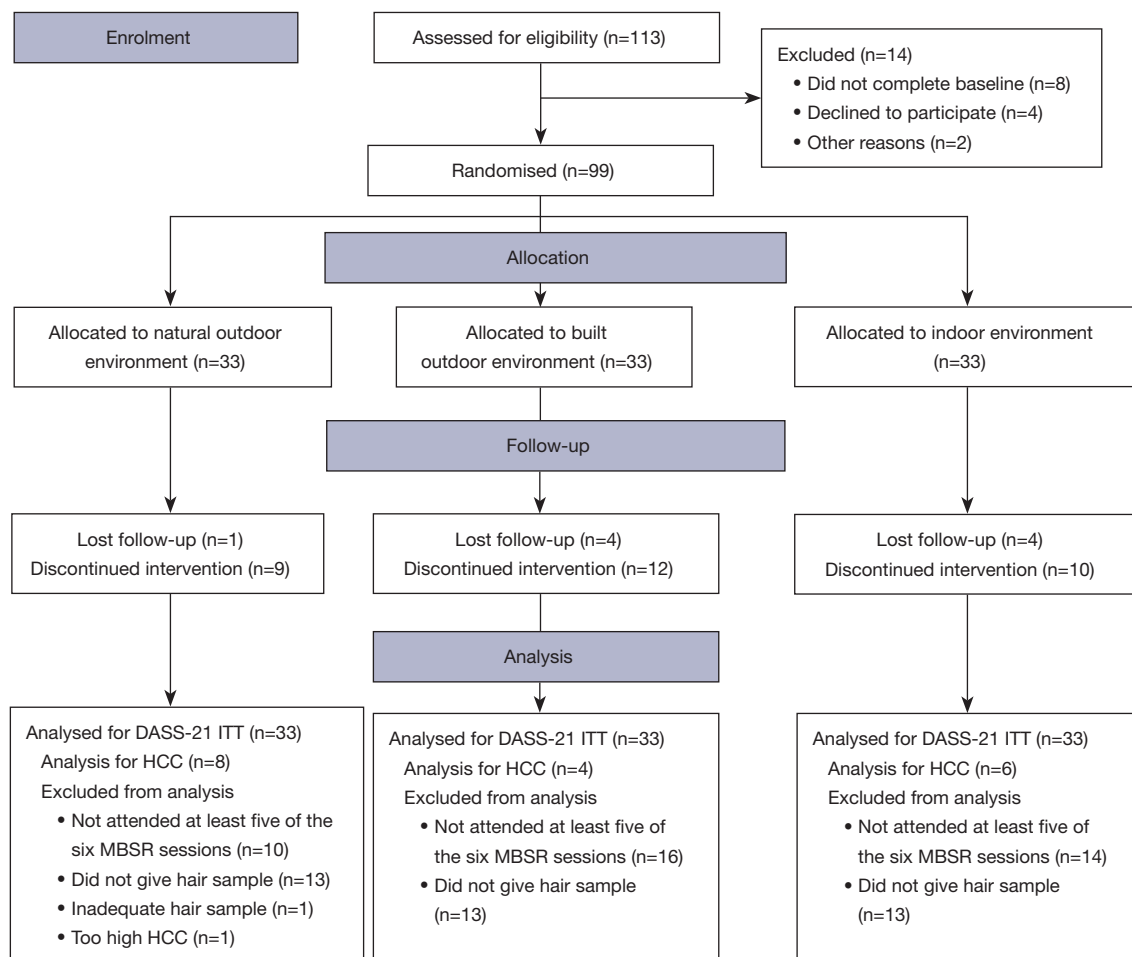 Enrolment
Assessed for eligibility (n=113)
Excluded (n=14)
• Did not complete baseline (n=8)
• Declined to participate (n=4)
• Other reasons (n=2)
Randomised (n=99)
Allocation
Allocated to natural outdoor
environment (n=33)
Allocated to built
outdoor environment (n=33)
Allocated to indoor environment
(n=33)
Follow-up
Lost follow-up (n=1)
Discontinued intervention (n=9)
Lost follow-up (n=4)
Discontinued intervention (n=12)
Lost follow-up (n=4)
Discontinued intervention (n=10)
Analysis
Analysed for DASS-21 ITT (n=33)
Analysis for HCC (n=8)
Excluded from analysis
• Not attended at least five of the
six MBSR sessions (n=10)
• Did not give hair sample (n=13)
• Inadequate hair sample (n=1)
• Too high HCC (n=1)
Analysed for DASS-21 ITT (n=33)
Analysis for HCC (n=4)
Excluded from analysis
• Not attended at least five of
the six MBSR sessions (n=16)
• Did not give hair sample
(n=13)
Analysed for DASS-21 ITT (n=33)
Analysis for HCC (n=6)
Excluded from analysis
• Not attended at least five of
the six MBSR sessions (n=14)
• Did not give hair sample
(n=13)